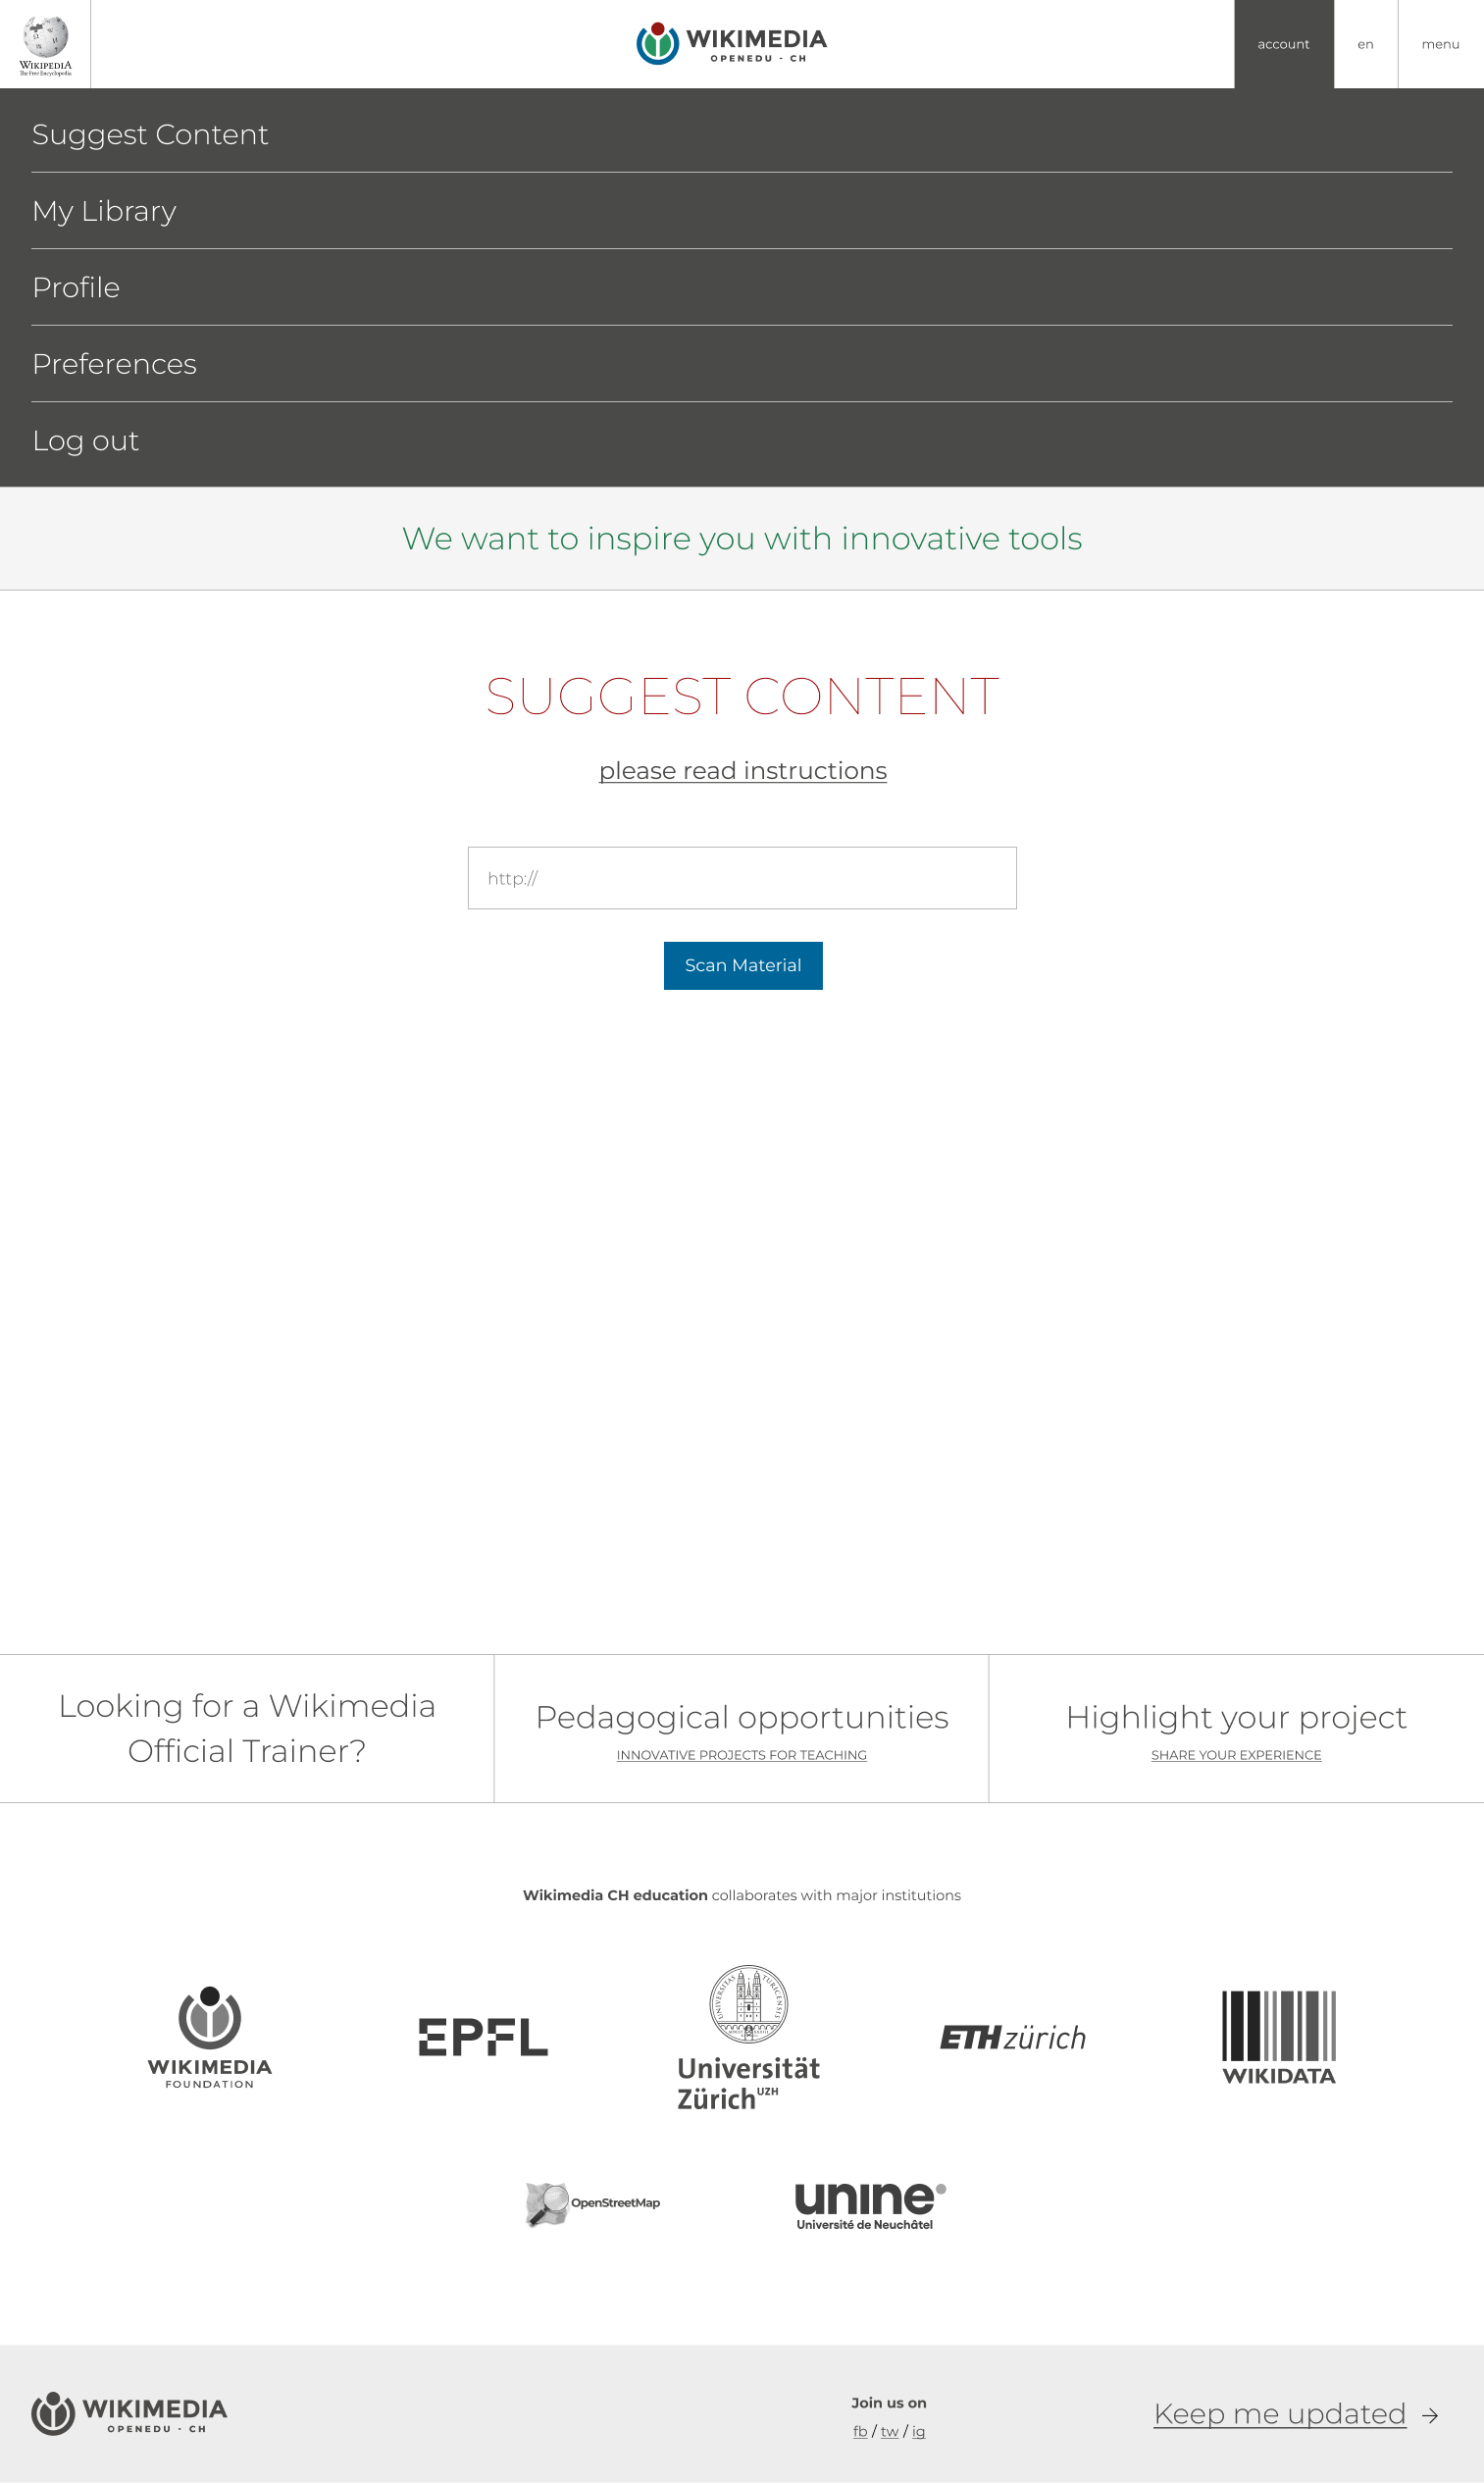 WIKIPEDIA
The Free Encyclopedia
WIKIMEDIA
OPENEDU - CH
account
en
menu
Suggest Content
My Library
Profile
Preferences
Log out
We want to inspire you with innovative tools
SUGGEST CONTENT
please read instructions
http://
Scan Material
Looking for a Wikimedia
Official Trainer?
Pedagogical opportunities
INNOVATIVE PROJECTS FOR TEACHING
Highlight your project
SHARE YOUR EXPERIENCE
Wikimedia CH education collaborates with major institutions
WIKIMEDIA
FOUNDATION
EPFL
UNIVERSITAS TURICENSIS
Universität
Zürich UZH
ETH zürich
WIKIDATA
OpenStreetMap
unine
Université de Neuchâtel
WIKIMEDIA
OPENEDU - CH
Join us on
fb / tw / ig
Keep me updated →